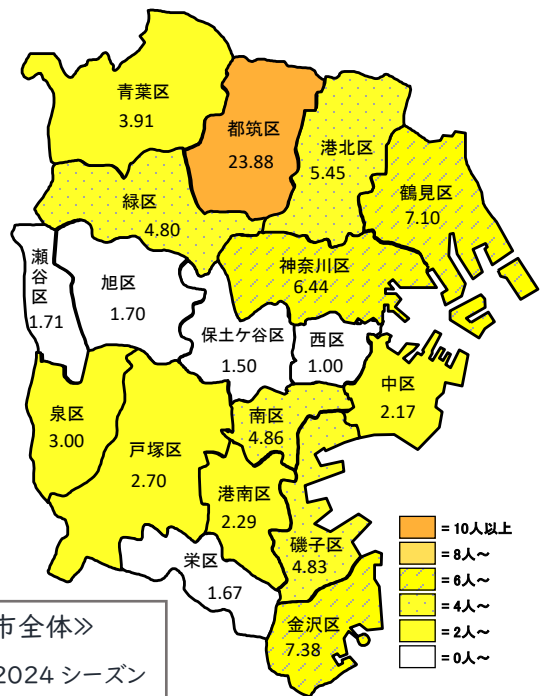 青葉区
3.91
都筑区
23.88
港北区
5.45
鶴見区
7.10
緑区
4.80
神奈川区
6.44
瀬谷区
1.71
旭区
1.70
保土ケ谷区
1.50
西区
1.00
中区
2.17
泉区
3.00
戸塚区
2.70
南区
4.86
港南区
2.29
磯子区
4.83
栄区
1.67
金沢区
7.38
= 10人以上
= 8人～
= 6人～
= 4人～
= 2人～
= 0人～
市全体≫
2024 シーズン